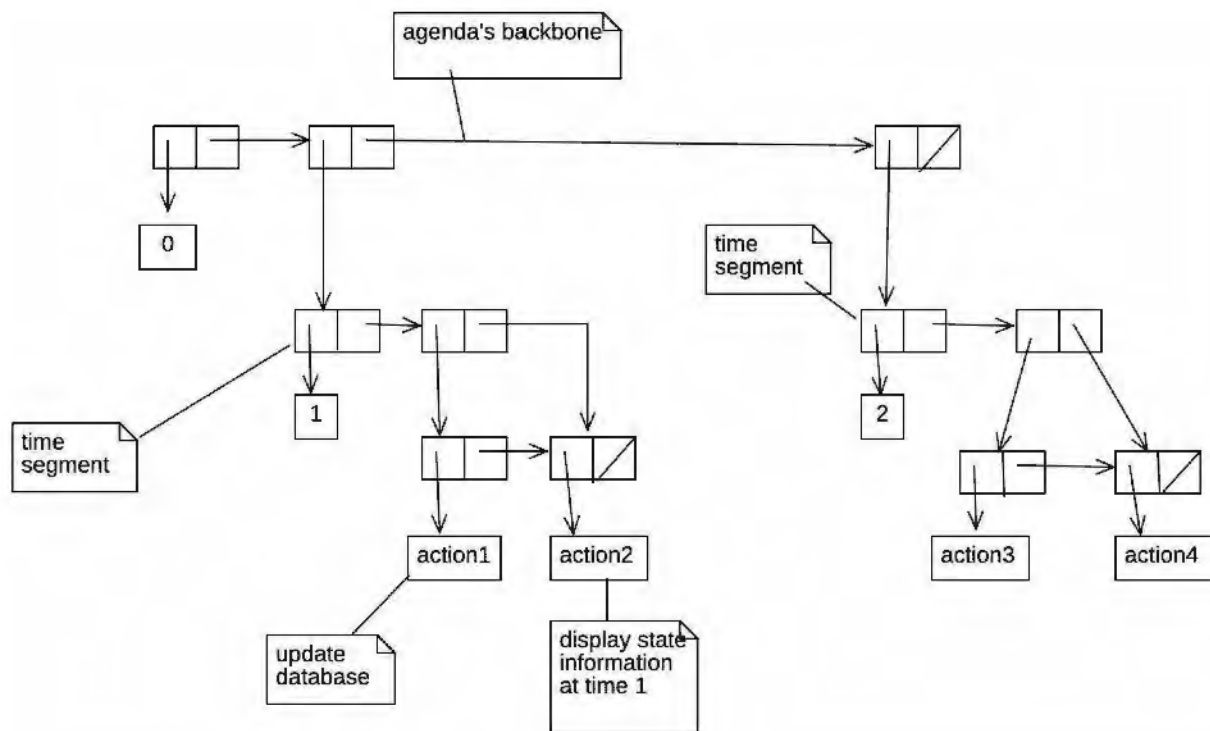 agenda's backbone
0
time
segment
1
2
time
segment
action1
action2
action3
action4
update
database
display state
information
at time 1